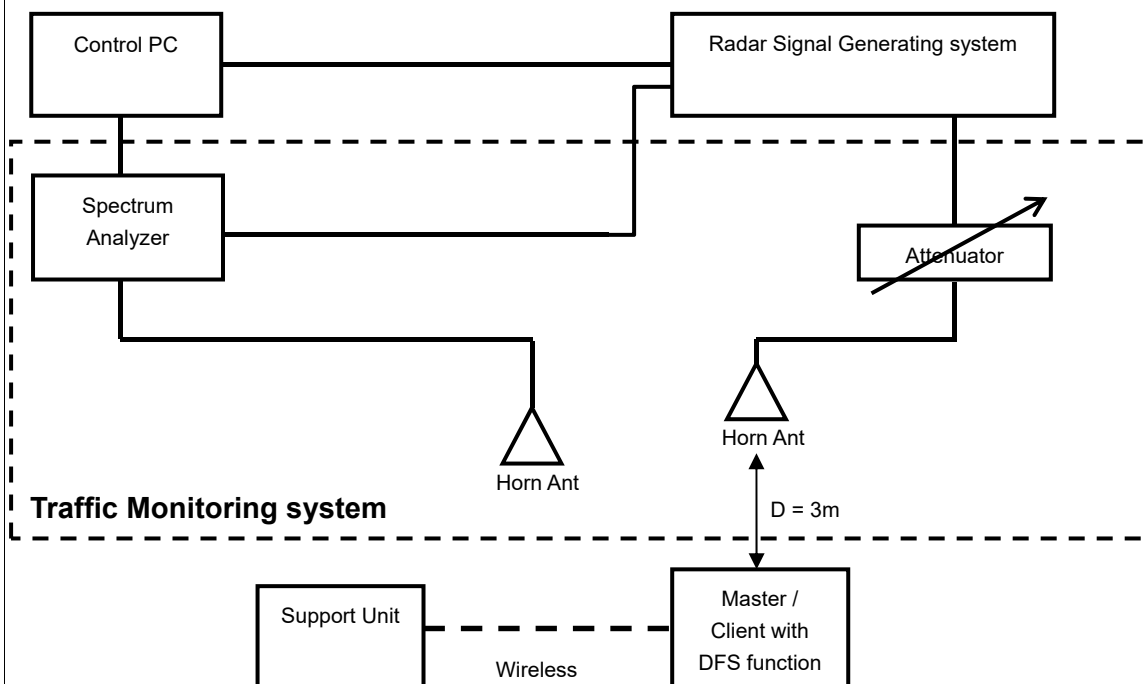 Control PC
Radar Signal Generating system
Spectrum
Analyzer
Attenuator
Horn Ant
Horn Ant
Traffic Monitoring system
D = 3m
Support Unit
Wireless
Master /
Client with
DFS function